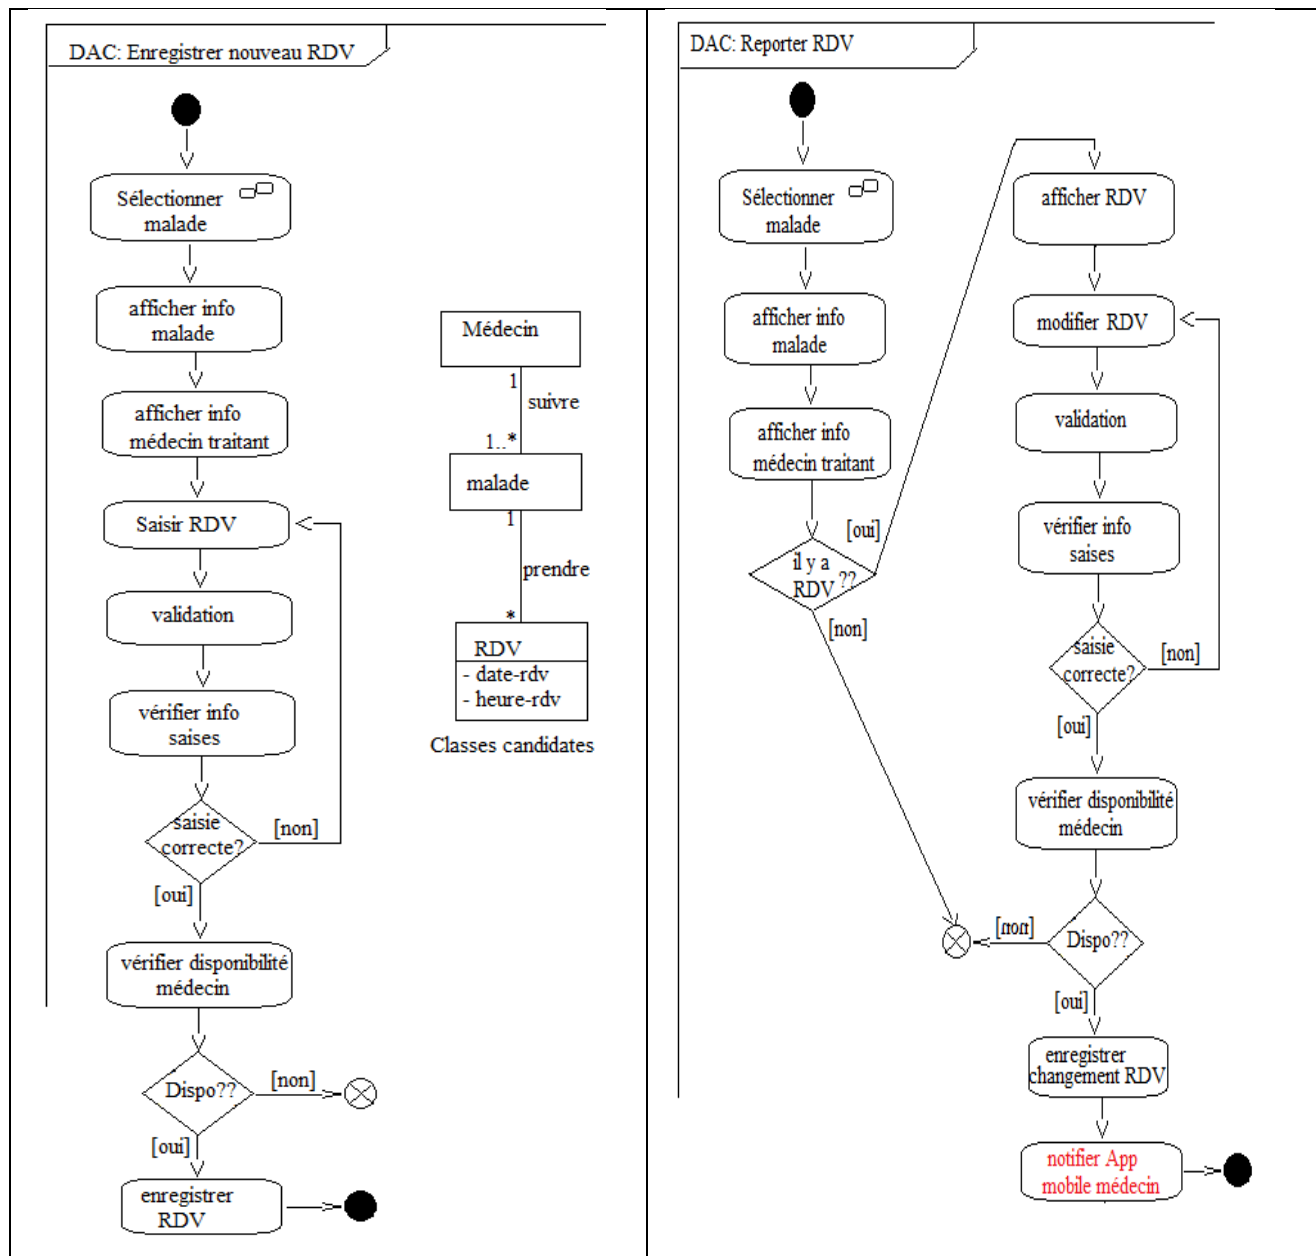 DAC: Enregistrer nouveau RDV
Sélectionner
malade
afficher info
malade
afficher info
médecin traitant
Saisir RDV
validation
vérifier info
saises
saisie
correcte?
[non]
[oui]
vérifier disponibilité
médecin
Dispo??
[non]
[oui]
enregistrer
RDV
Médecin
1
suivre
1..*
malade
1
prendre
*
RDV
- date-rdv
- heure-rdv
Classes candidates
DAC: Reporter RDV
Sélectionner
malade
afficher info
malade
afficher info
médecin traitant
[oui]
il y a
RDV ??
[non]
afficher RDV
modifier RDV
validation
vérifier info
saises
saisie
correcte?
[non]
[oui]
vérifier disponibilité
médecin
Dispo??
[non]
[oui]
enregistrer
changement RDV
notifier App
mobile médecin